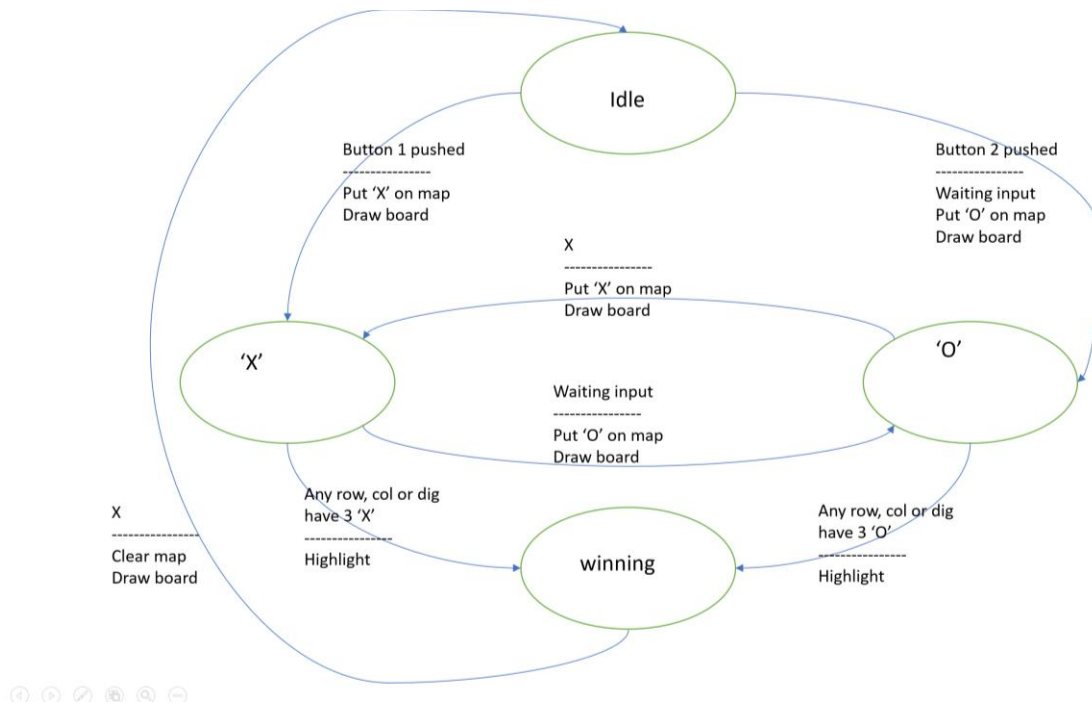 Idle
Button 1 pushed
----------------
Put ‘X’ on map
Draw board
Button 2 pushed
----------------
Waiting input
Put ‘O’ on map
Draw board
X
----------------
Put ‘X’ on map
Draw board
‘X’
‘O’
Waiting input
----------------
Put ‘O’ on map
Draw board
X
----------------
Clear map
Draw board
Any row, col or dig
have 3 ‘X’
----------------
Highlight
winning
Any row, col or dig
have 3 ‘O’
----------------
Highlight